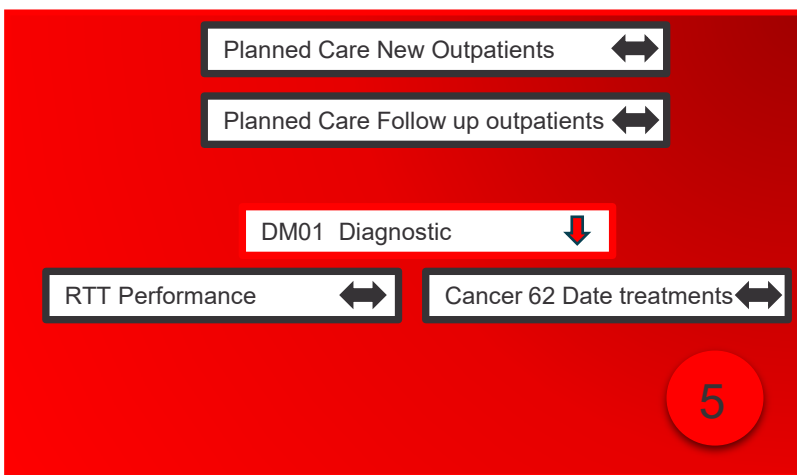 Planned Care New Outpatients
Planned Care Follow up outpatients
DM01 Diagnostic
RTT Performance
Cancer 62 Date treatments
5